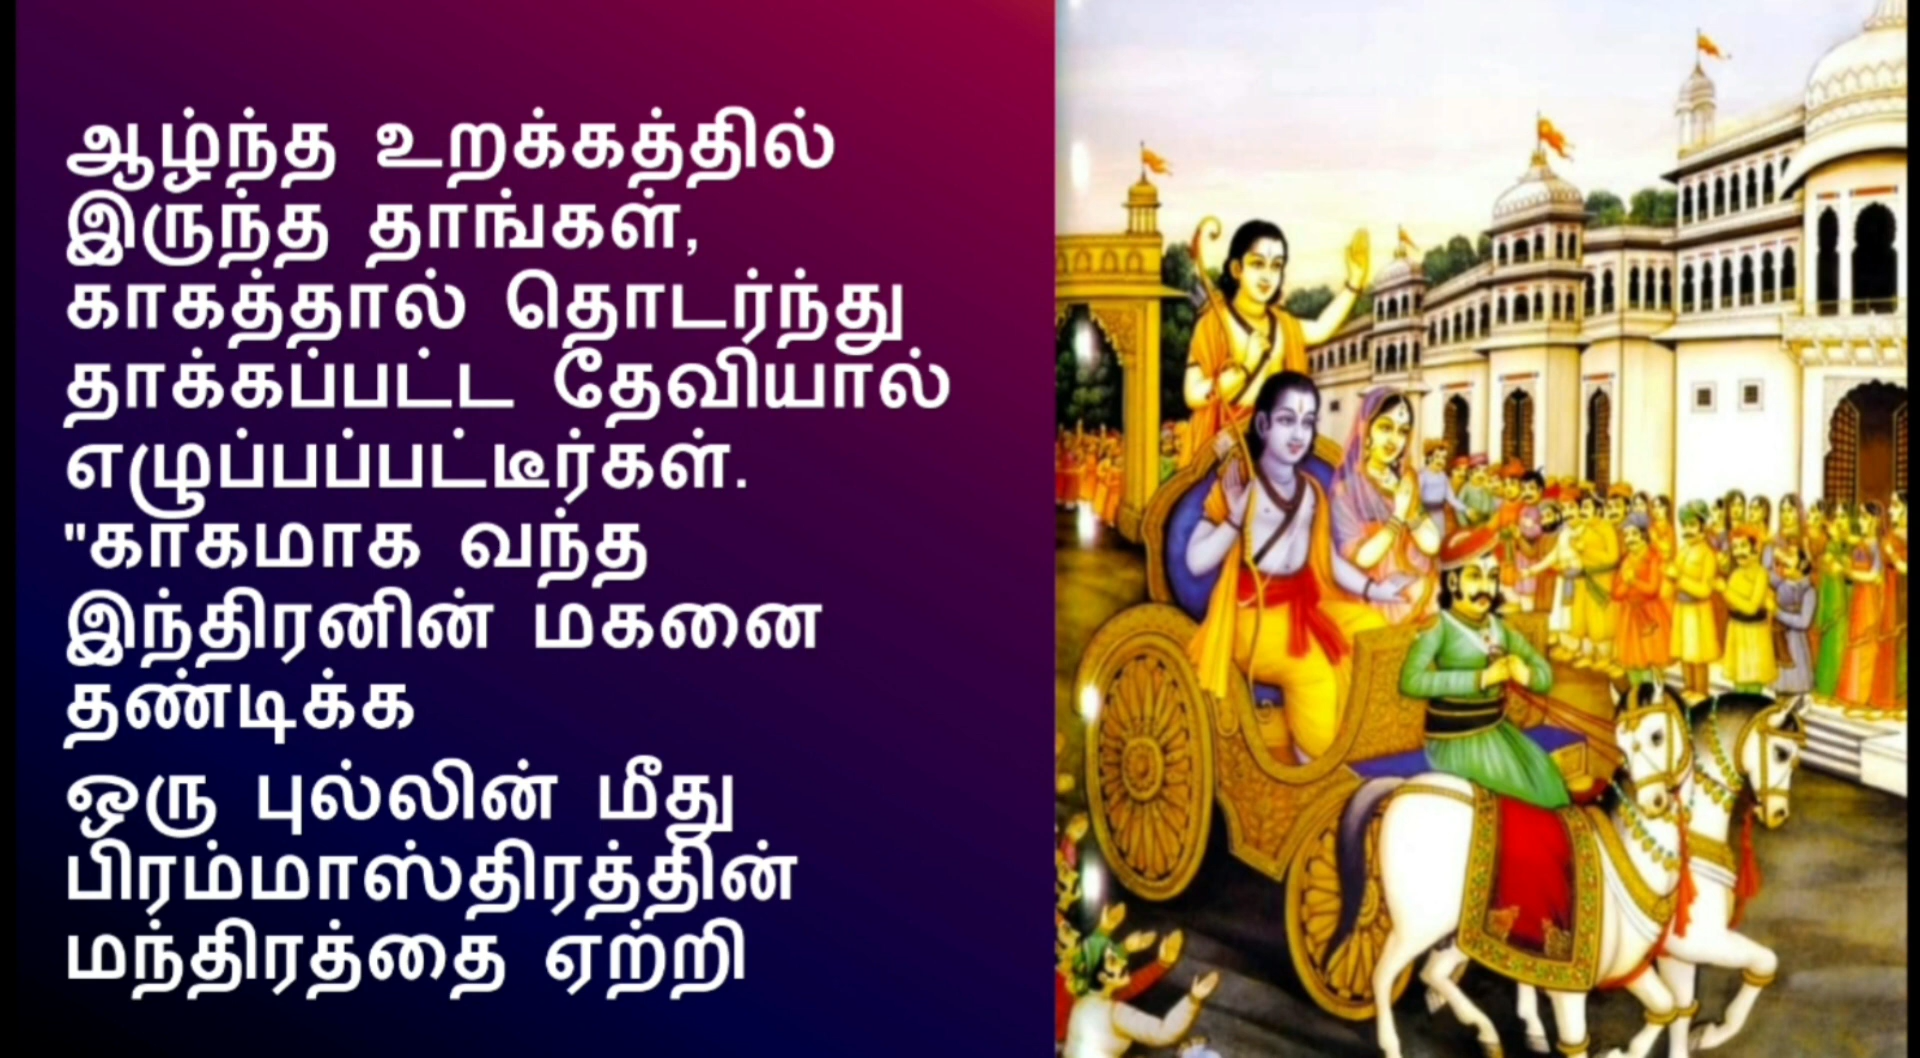 ஆழ்ந்த உறக்கத்தில்
இருந்த தாங்கள்,
காகத்தால் தொடர்ந்து
தாக்கப்பட்ட தேவியால்
எழுப்பப்பட்டீர்கள்.
"காகமாக வந்த
இந்திரனின் மகனை
தண்டிக்க
ஒரு புல்லின் மீது
பிரம்மாஸ்திரத்தின்
மந்திரத்தை ஏற்றி